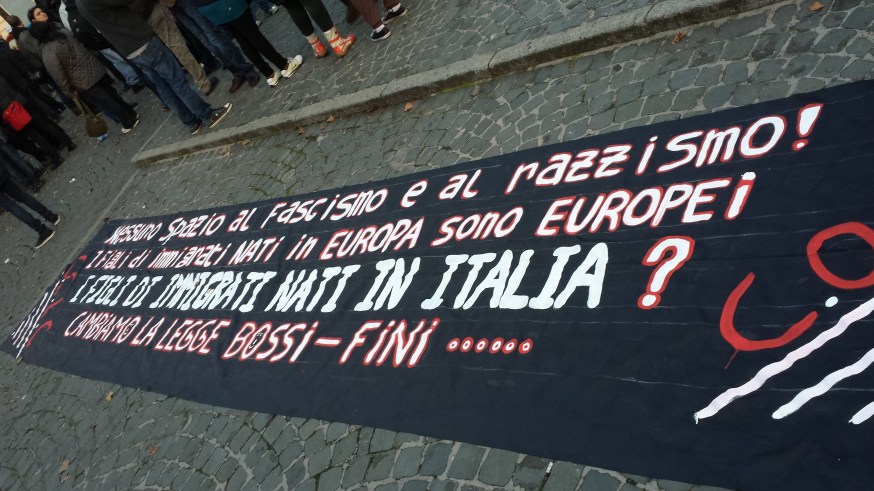 Nessuno Spazio al Fascismo e al razzismo!
I Figli di immigrati NATI in EUROPA sono EUROPEI
I FIGLI DI IMMIGRATI NATI IN ITALIA?
CAMBIAMO LA LEGGE BOSSI-FINI ......